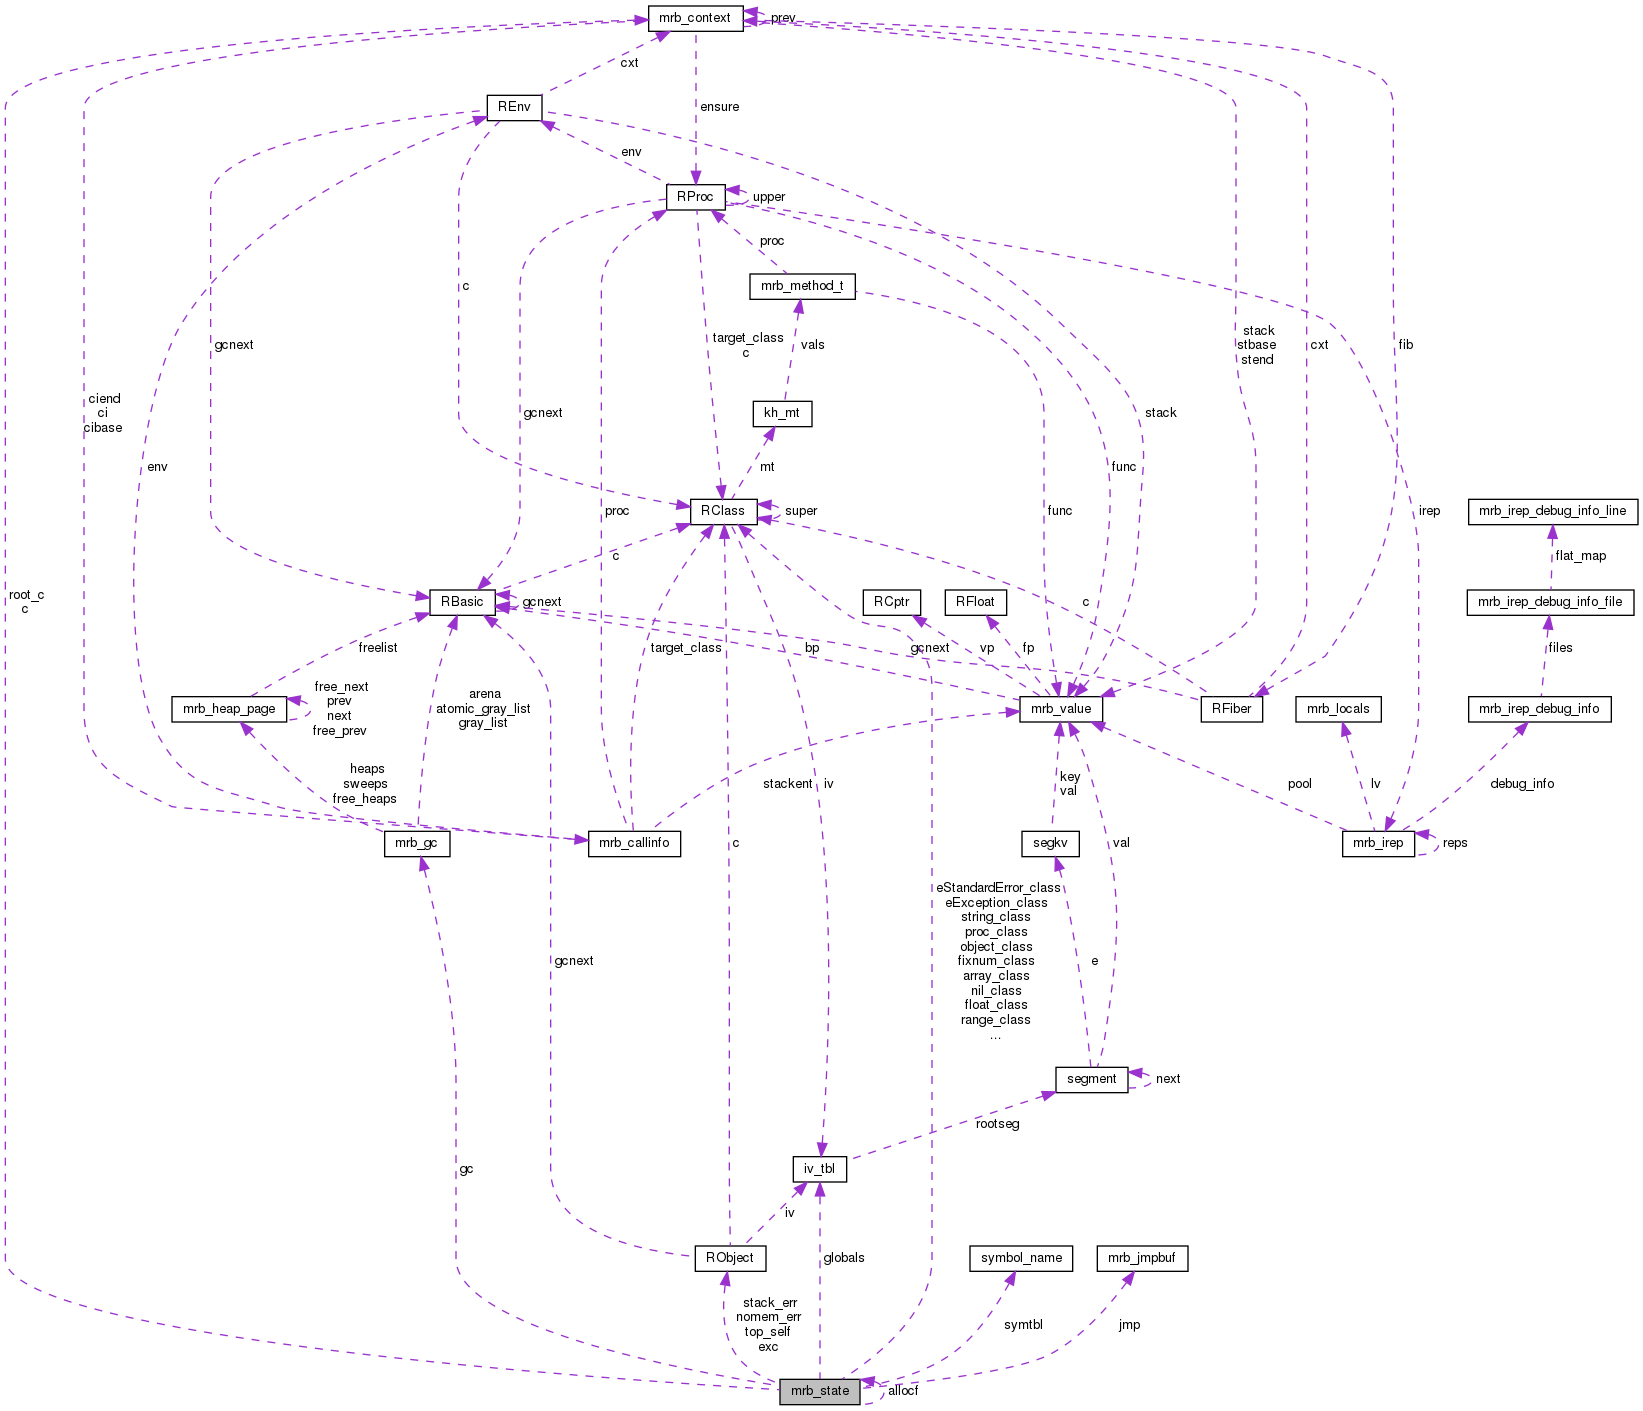 mrb_context
prev
cxt
REnv
ensure
env
RProc
upper
proc
mrb_method_t
c
gcnext
target_class
c
vals
stack
stbase
stend
cxt
fib
ciend
ci
cibase
kh_mt
gcnext
stack
env
mt
func
proc
RClass
super
func
irep
mrb_irep_debug_info_line
c
flat_map
root_c
c
RBasic
gcnext
RCptr
RFloat
c
mrb_irep_debug_info_file
freelist
target_class
bp
gcnext
vp
fp
files
free_next
prev
next
free_prev
mrb_heap_page
arena
atomic_gray_list
gray_list
mrb_value
RFiber
mrb_locals
mrb_irep_debug_info
heaps
sweeps
free_heaps
stackent
iv
key
val
pool
lv
debug_info
mrb_gc
mrb_callinfo
c
segkv
val
mrb_irep
reps
eStandardError_class
eException_class
string_class
proc_class
object_class
fixnum_class
array_class
nil_class
float_class
range_class
...
gcnext
e
segment
next
rootseg
gc
iv_tbl
iv
RObject
globals
symbol_name
mrb_jmpbuf
stack_err
nomem_err
top_self
exc
symtbl
jmp
mrb_state
allocf